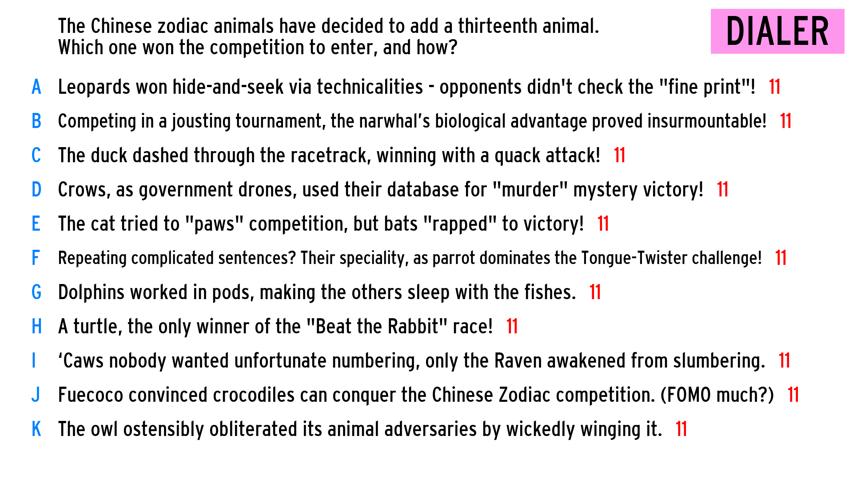 The Chinese zodiac animals have decided to add a thirteenth animal.
Which one won the competition to enter, and how?
DIALER
A Leopards won hide-and-seek via technicalities - opponents didn't check the "fine print"! 11
B Competing in a jousting tournament, the narwhal's biological advantage proved insurmountable! 11
C The duck dashed through the racetrack, winning with a quack attack! 11
D Crows, as government drones, used their database for "murder" mystery victory! 11
E The cat tried to "paws" competition, but bats "rapped" to victory! 11
F Repeating complicated sentences? Their speciality, as parrot dominates the Tongue-Twister challenge! 11
G Dolphins worked in pods, making the others sleep with the fishes. 11
H A turtle, the only winner of the "Beat the Rabbit" race! 11
I ‘Caws nobody wanted unfortunate numbering, only the Raven awakened from slumbering. 11
J Fuecoco convinced crocodiles can conquer the Chinese Zodiac competition. (FOMO much?) 11
K The owl ostensibly obliterated its animal adversaries by wickedly winging it. 11